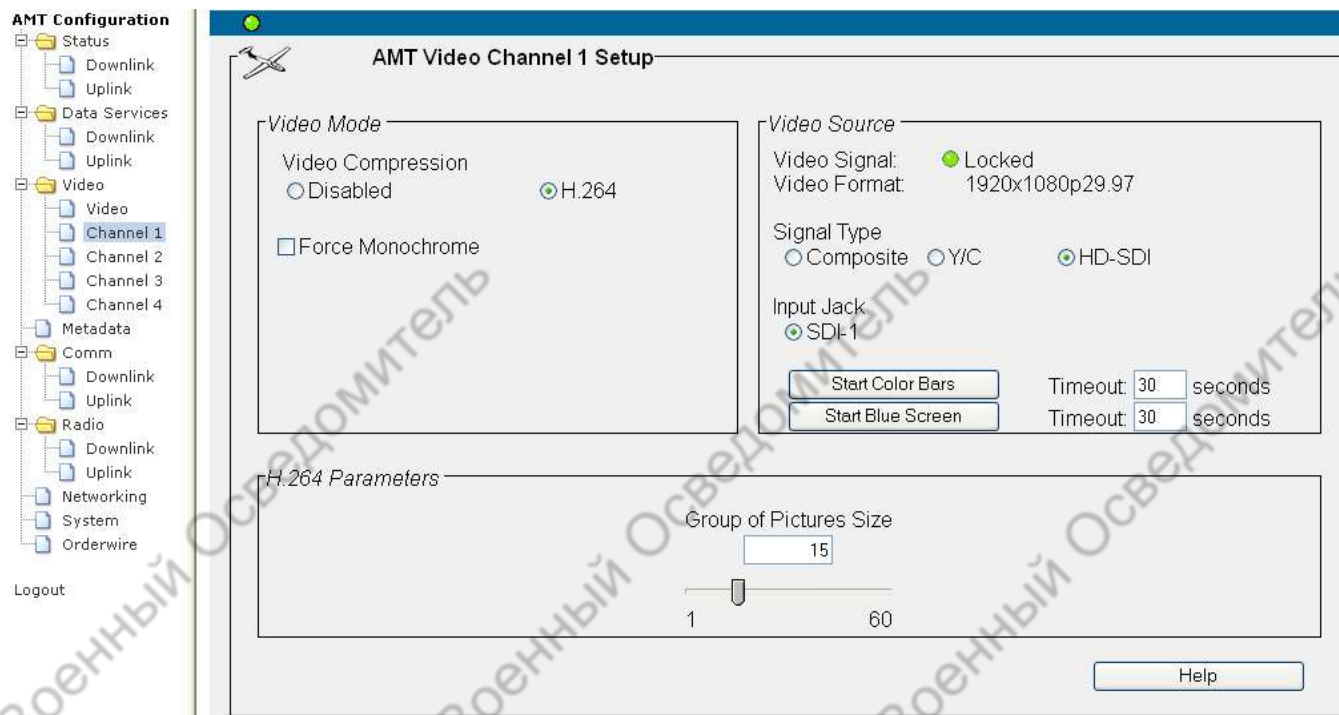 AMT Configuration
Status
Downlink
Uplink
Data Services
Downlink
Uplink
Video
Video
Channel 1
Channel 2
Channel 3
Channel 4
Metadata
Comm
Downlink
Uplink
Radio
Downlink
Uplink
Networking
System
Orderwire
Logout
AMT Video Channel 1 Setup
Video Mode
Video Compression
Disabled H.264
Force Monochrome
Video Source
Video Signal: Locked
Video Format: 1920x1080p29.97
Signal Type
Composite Y/C HD-SDI
Input Jack
SDI-1
Start Color Bars Timeout: 30 seconds
Start Blue Screen Timeout: 30 seconds
H.264 Parameters
Group of Pictures Size
15
1 60
Help
Военный Осведомитель
Военный Осведомитель
Военный Осведомитель